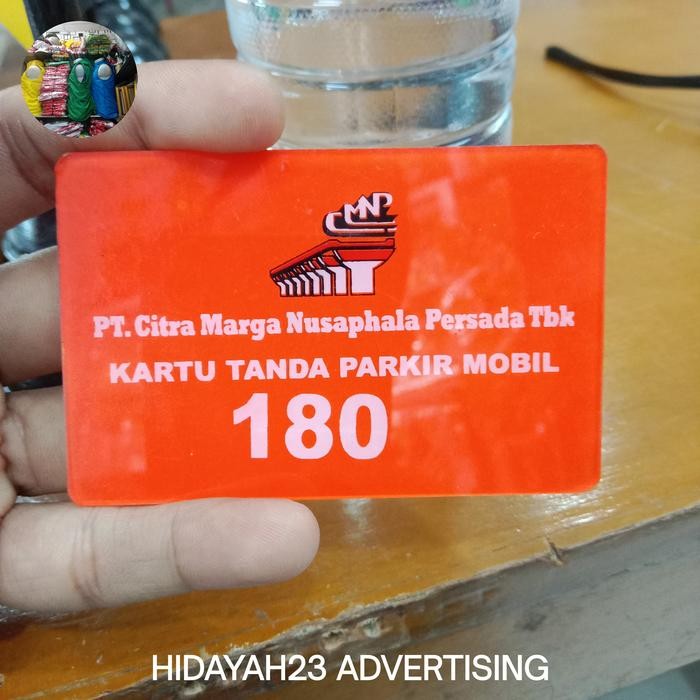 CMNP
PT. Citra Marga Nusaphala Persada Tbk
KARTU TANDA PARKIR MOBIL
180
HIDAYAH23 ADVERTISING